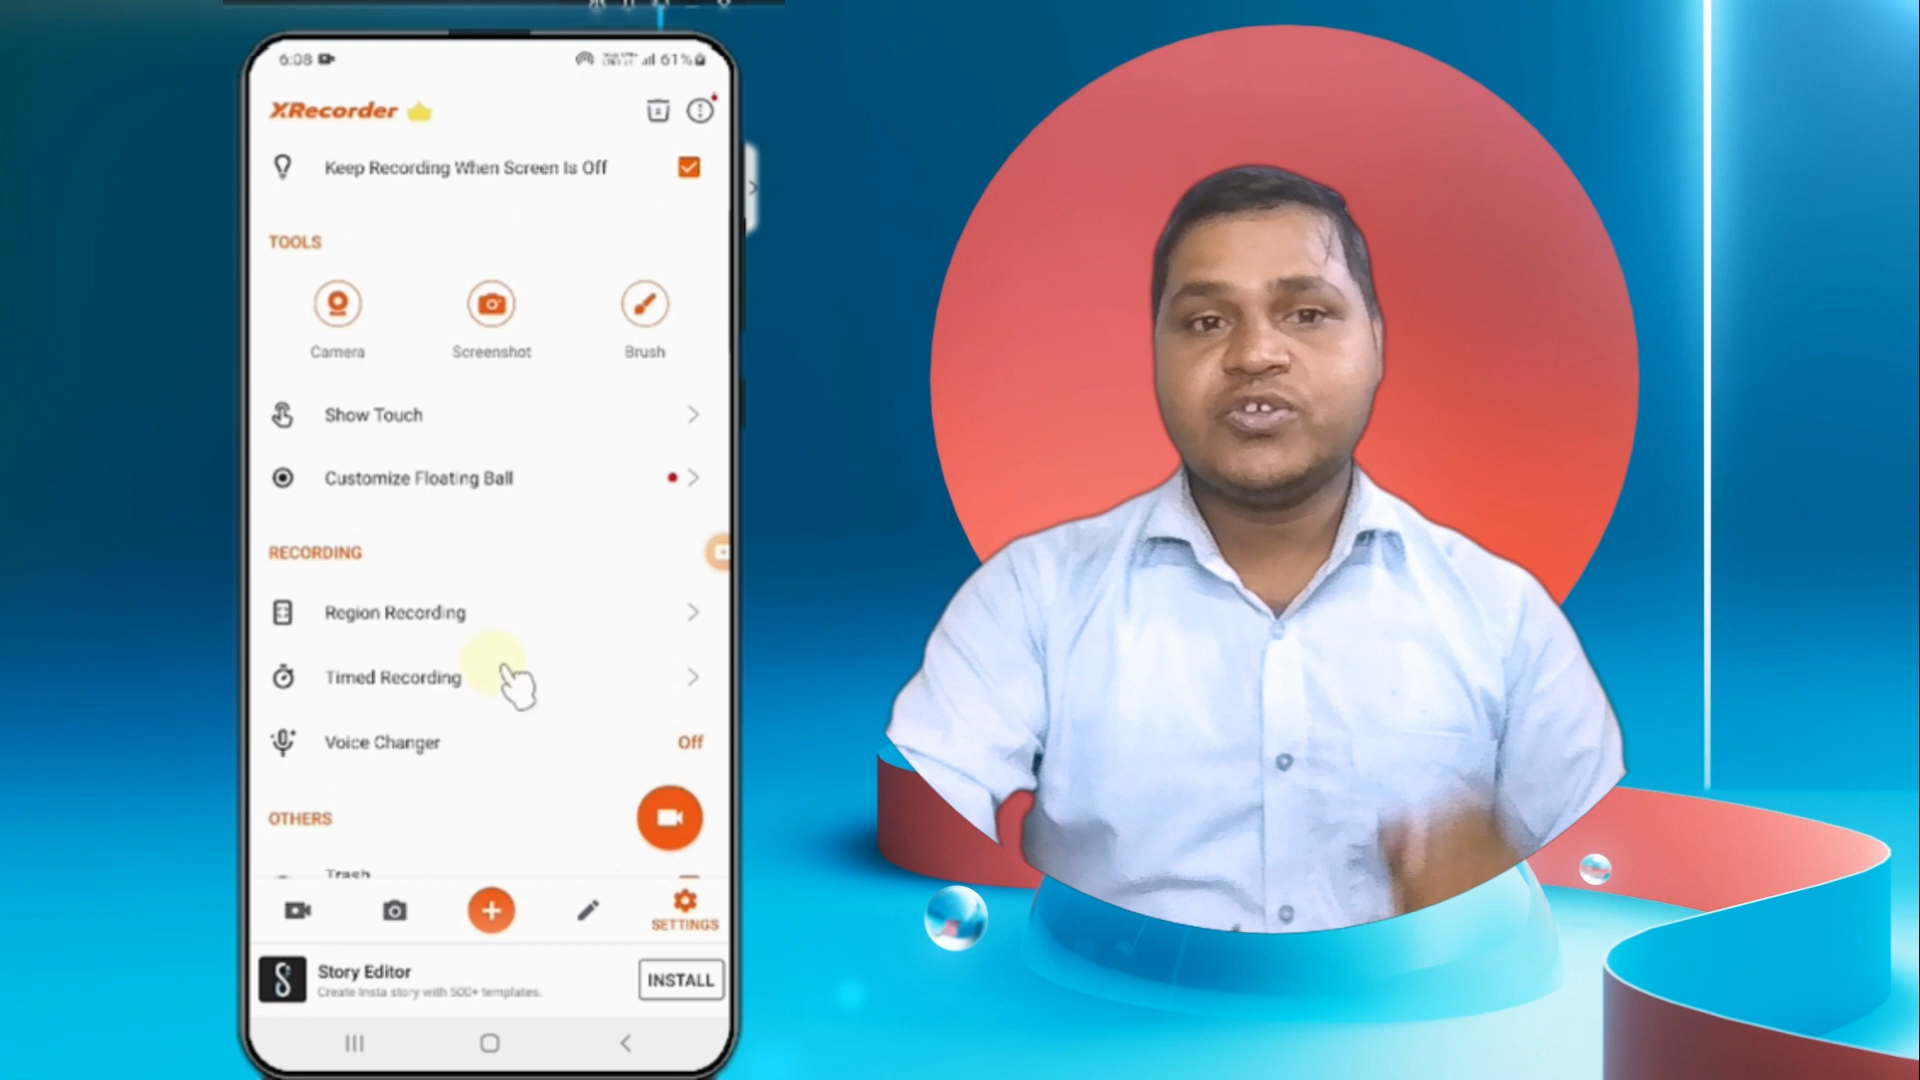 6:08
61%
XRecorder
Keep Recording When Screen Is Off
TOOLS
Camera
Screenshot
Brush
Show Touch
Customize Floating Ball
RECORDING
Region Recording
Timed Recording
Voice Changer
Off
OTHERS
Trash
SETTINGS
Story Editor
Create Insta story with 500+ templates.
INSTALL